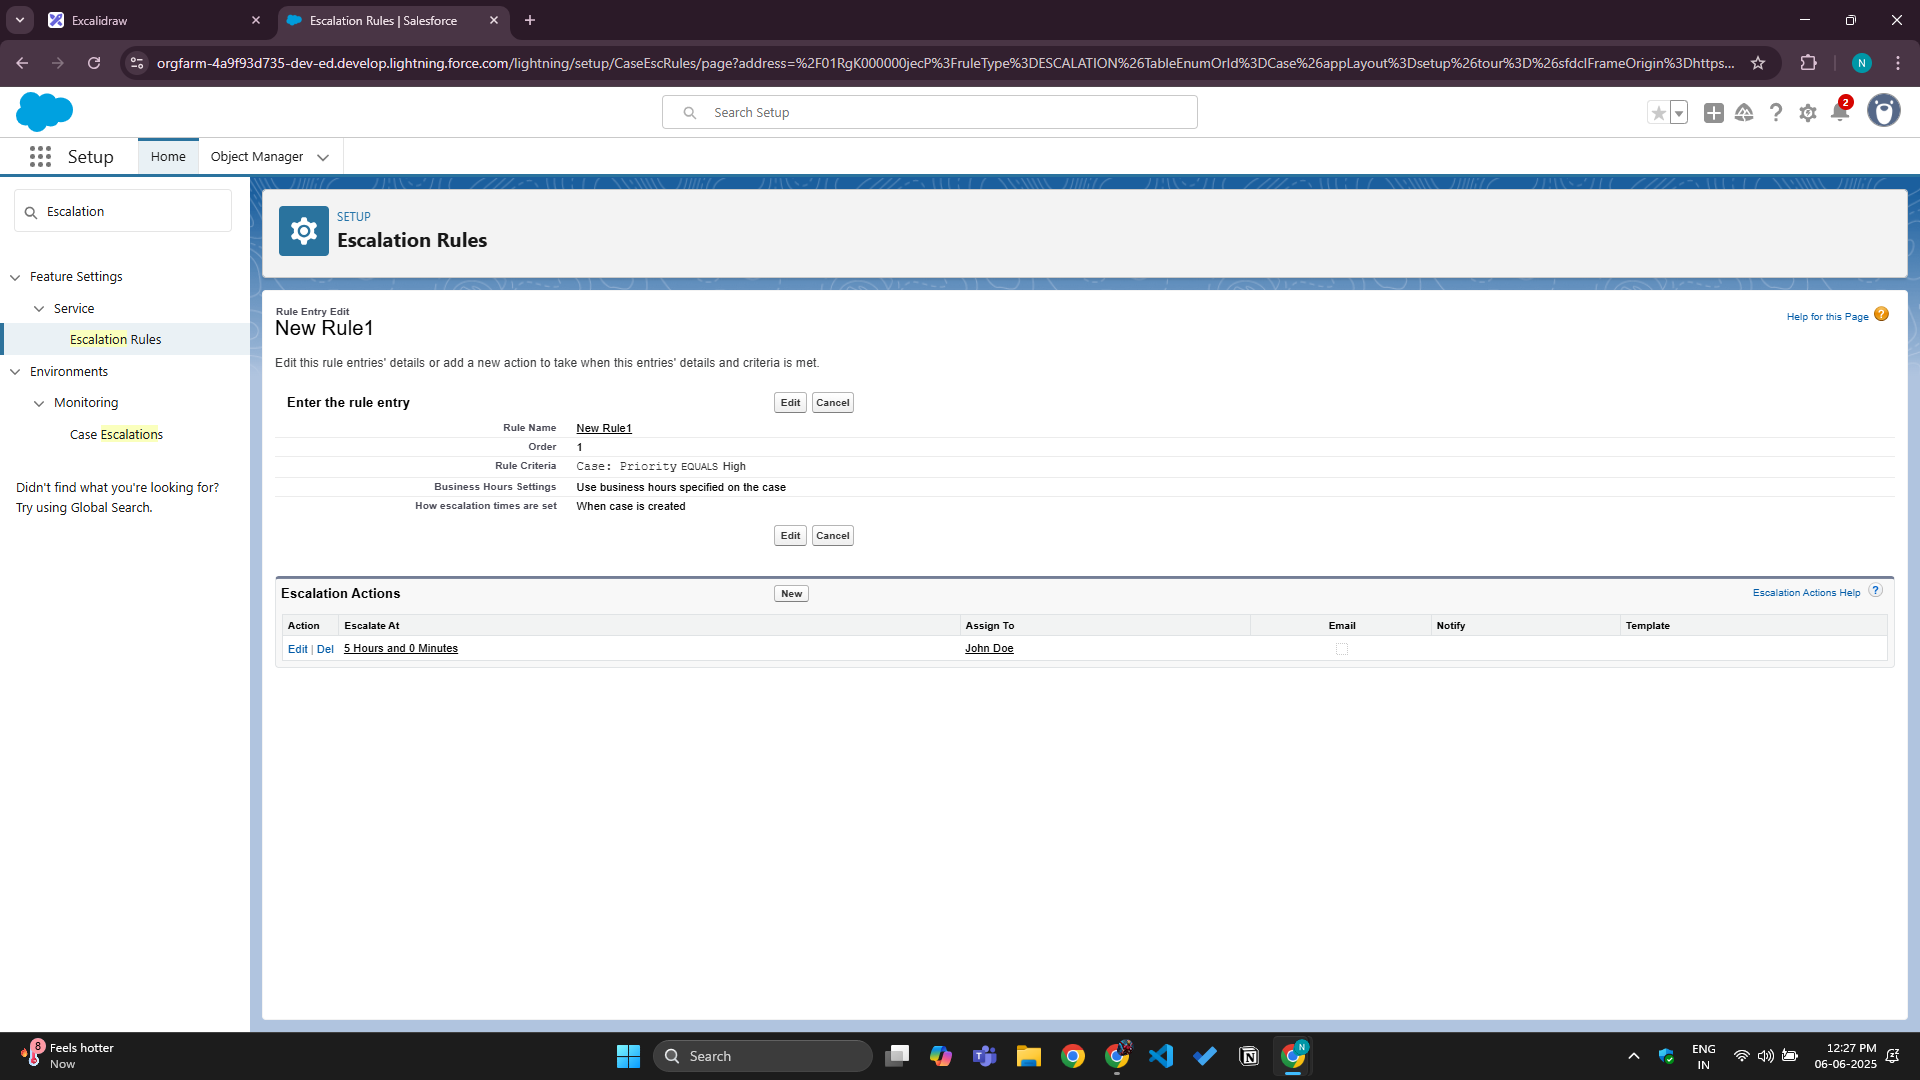 Excalidraw
Escalation Rules | Salesforce
orgfarm-4a9f93d735-dev-ed.develop.lightning.force.com/lightning/setup/CaseEscRules/page?address=%2F01RgK000000jecP%3FruleType%3DESCALATION%26TableEnumOrId%3DCase%26appLayout%3Dsetup%26tour%3D%26sfdcIFrameOrigin%3Dhttps...
N
Search Setup
2
Setup
Home
Object Manager
Escalation
Feature Settings
Service
Escalation Rules
Environments
Monitoring
Case Escalations
Didn't find what you're looking for?
Try using Global Search.
SETUP
Escalation Rules
Rule Entry Edit
New Rule1
Help for this Page ?
Edit this rule entries' details or add a new action to take when this entries' details and criteria is met.
Enter the rule entry
Edit Cancel
Rule Name New Rule1
Order 1
Rule Criteria Case: Priority EQUALS High
Business Hours Settings Use business hours specified on the case
How escalation times are set When case is created
Edit Cancel
Escalation Actions
New
Escalation Actions Help ?
Action Escalate At Assign To Email Notify Template
Edit | Del 5 Hours and 0 Minutes John Doe
8
Feels hotter
Now
Search
N
ENG
IN
12:27 PM
06-06-2025